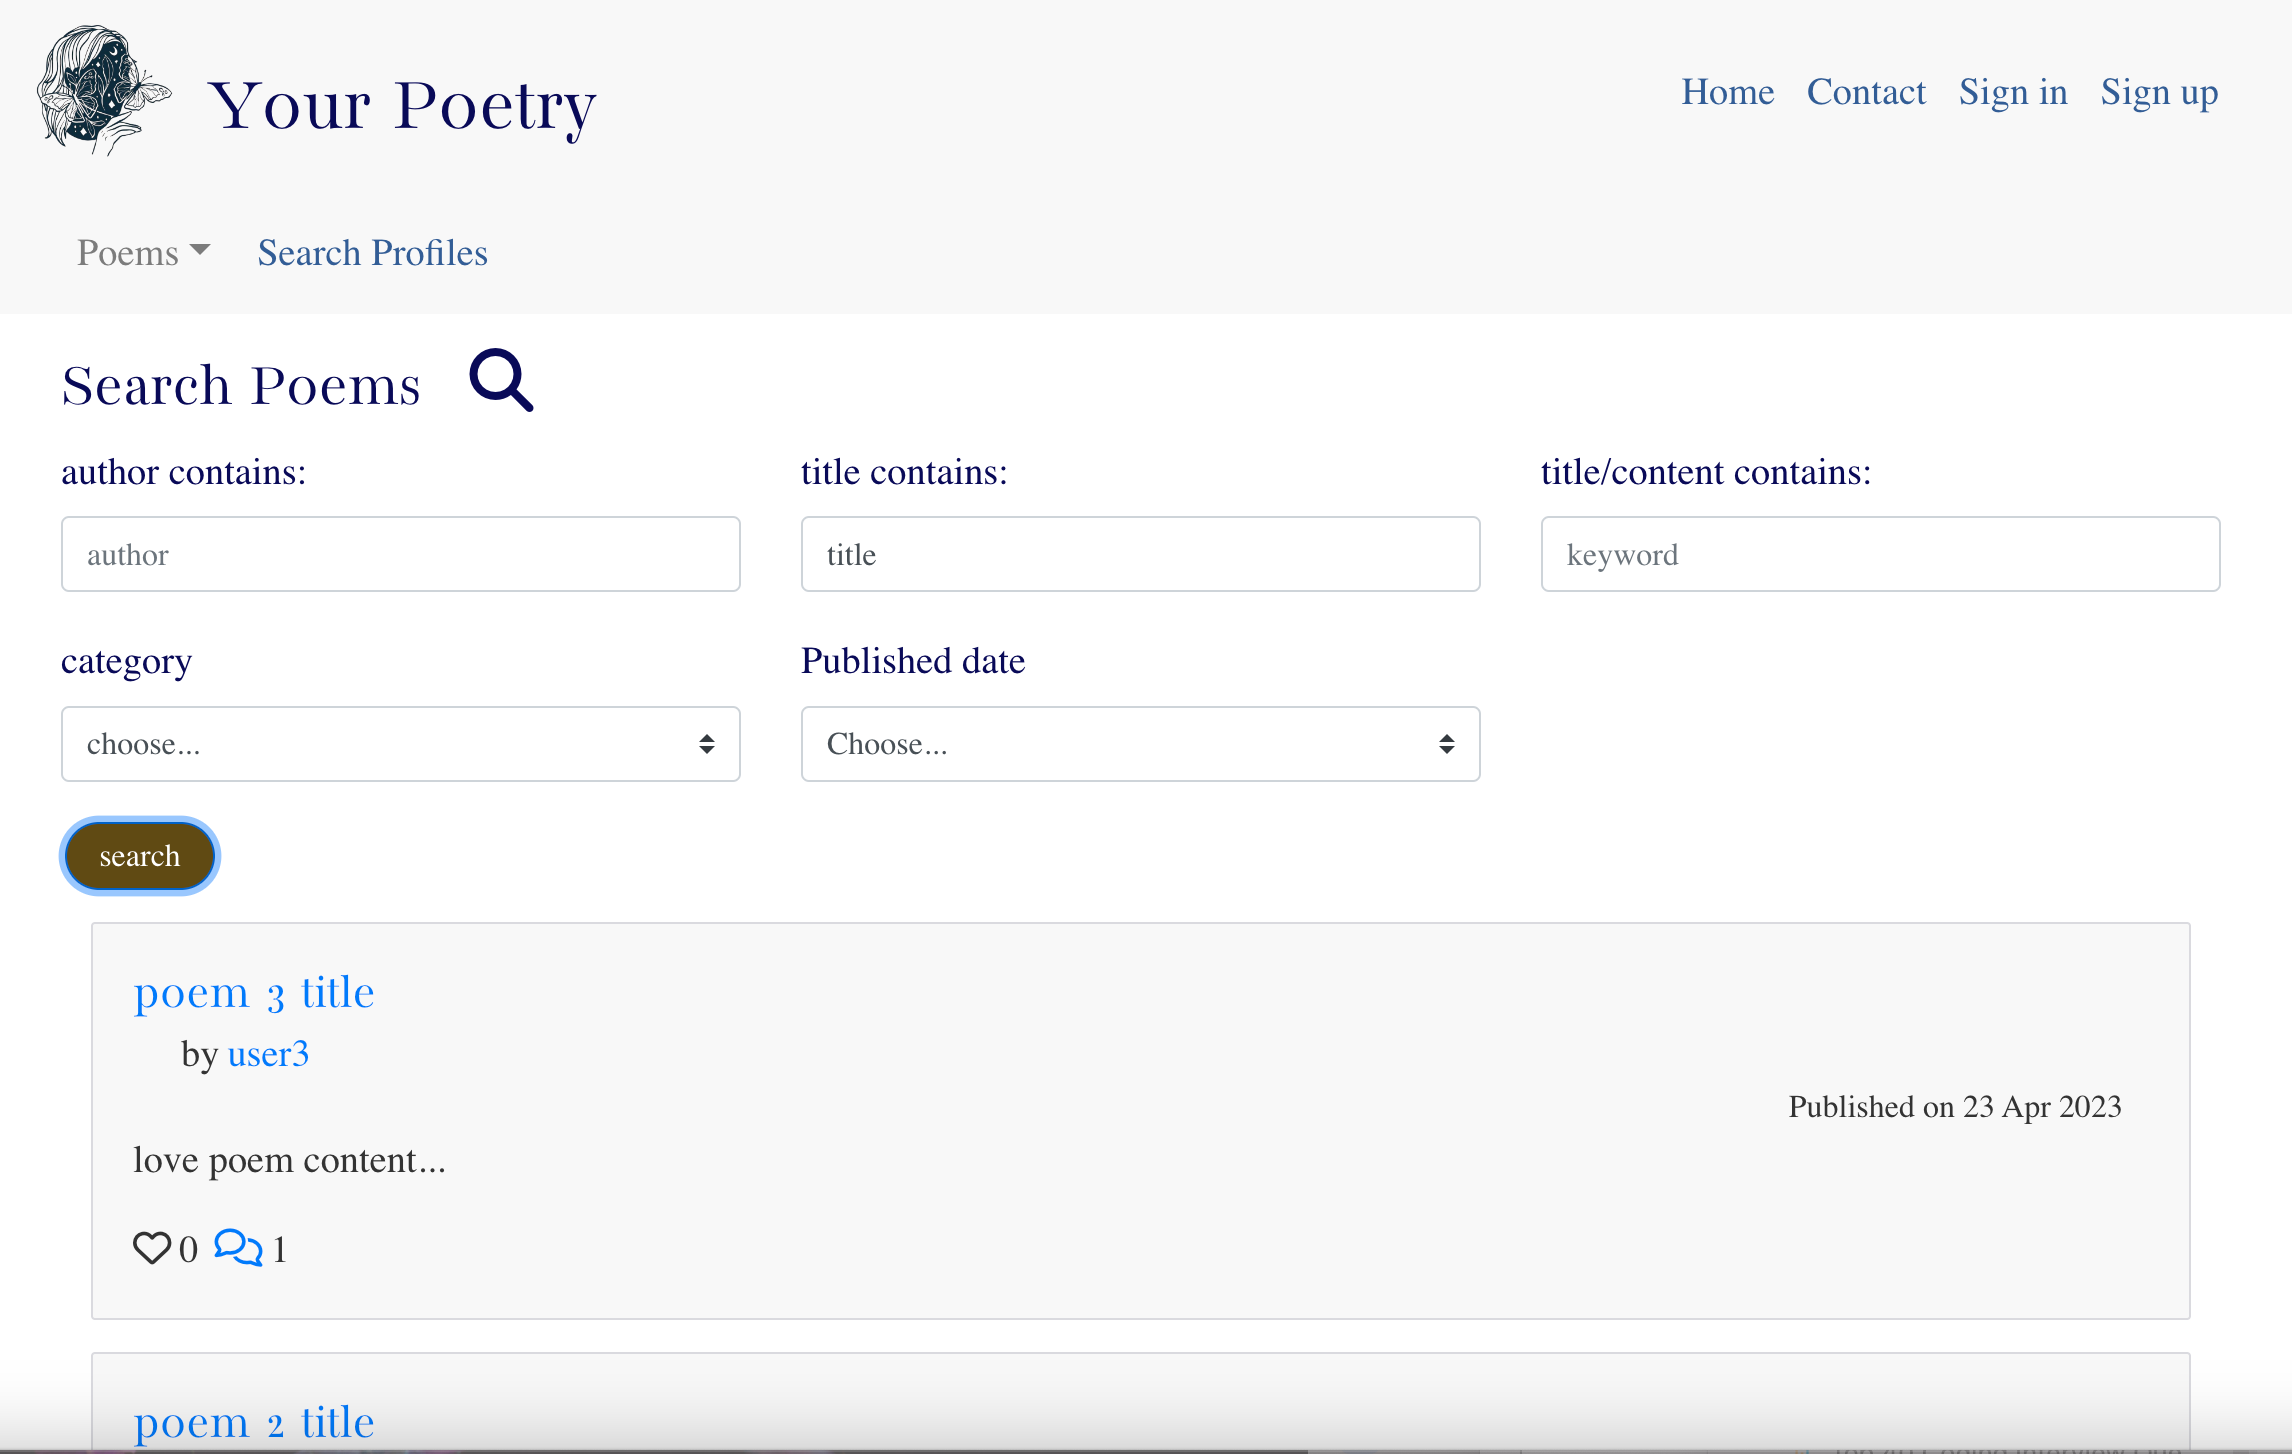 Your Poetry
Home Contact Sign in Sign up
Poems Search Profiles
Search Poems
author contains: title contains: title/content contains:
author title keyword
category Published date
choose... Choose...
search
poem 3 title
by user3
Published on 23 Apr 2023
love poem content...
0 1
poem 2 title